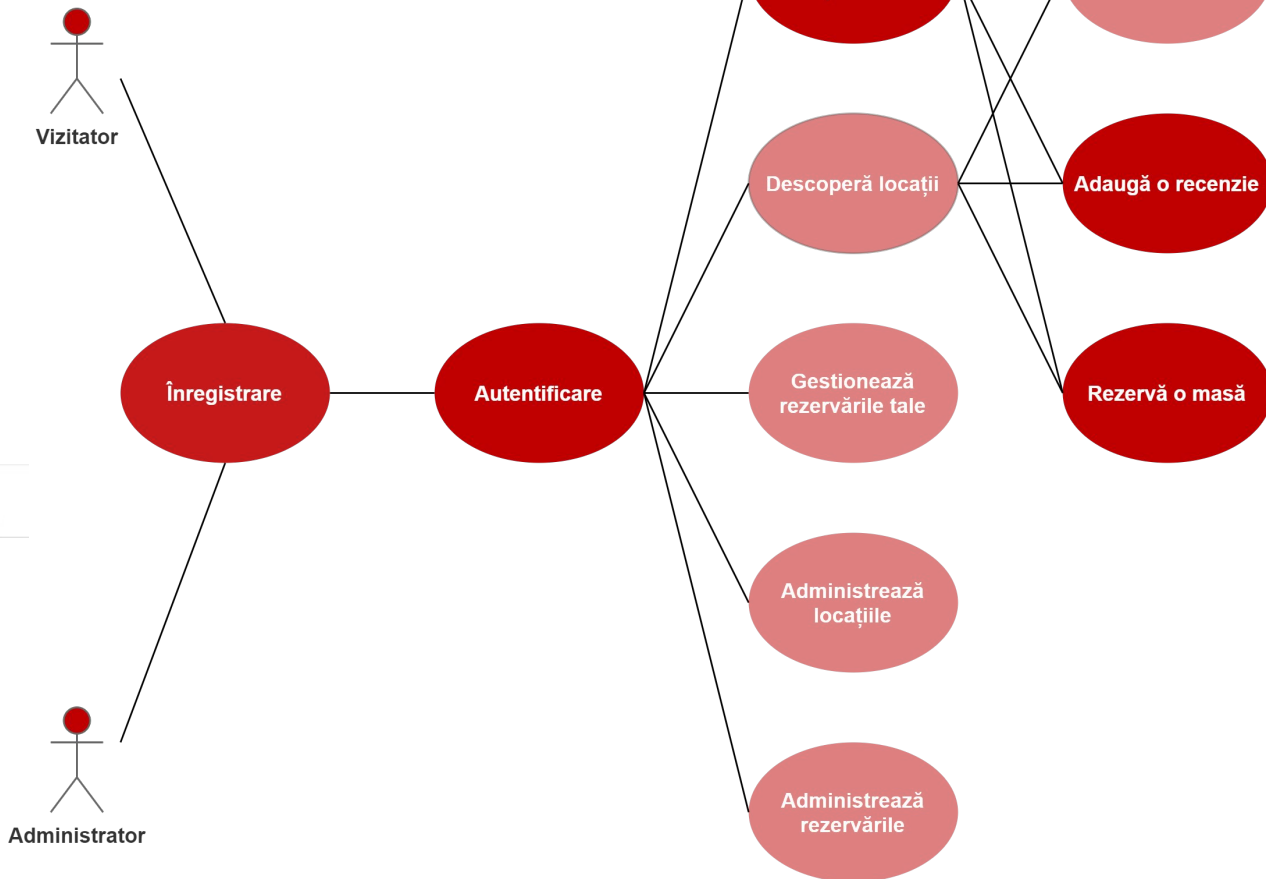 Vizitator
Descoperă locații
Adaugă o recenzie
Înregistrare
Autentificare
Gestionează
rezervările tale
Rezervă o masă
Administrează
locațiile
Administrează
rezervările
Administrator